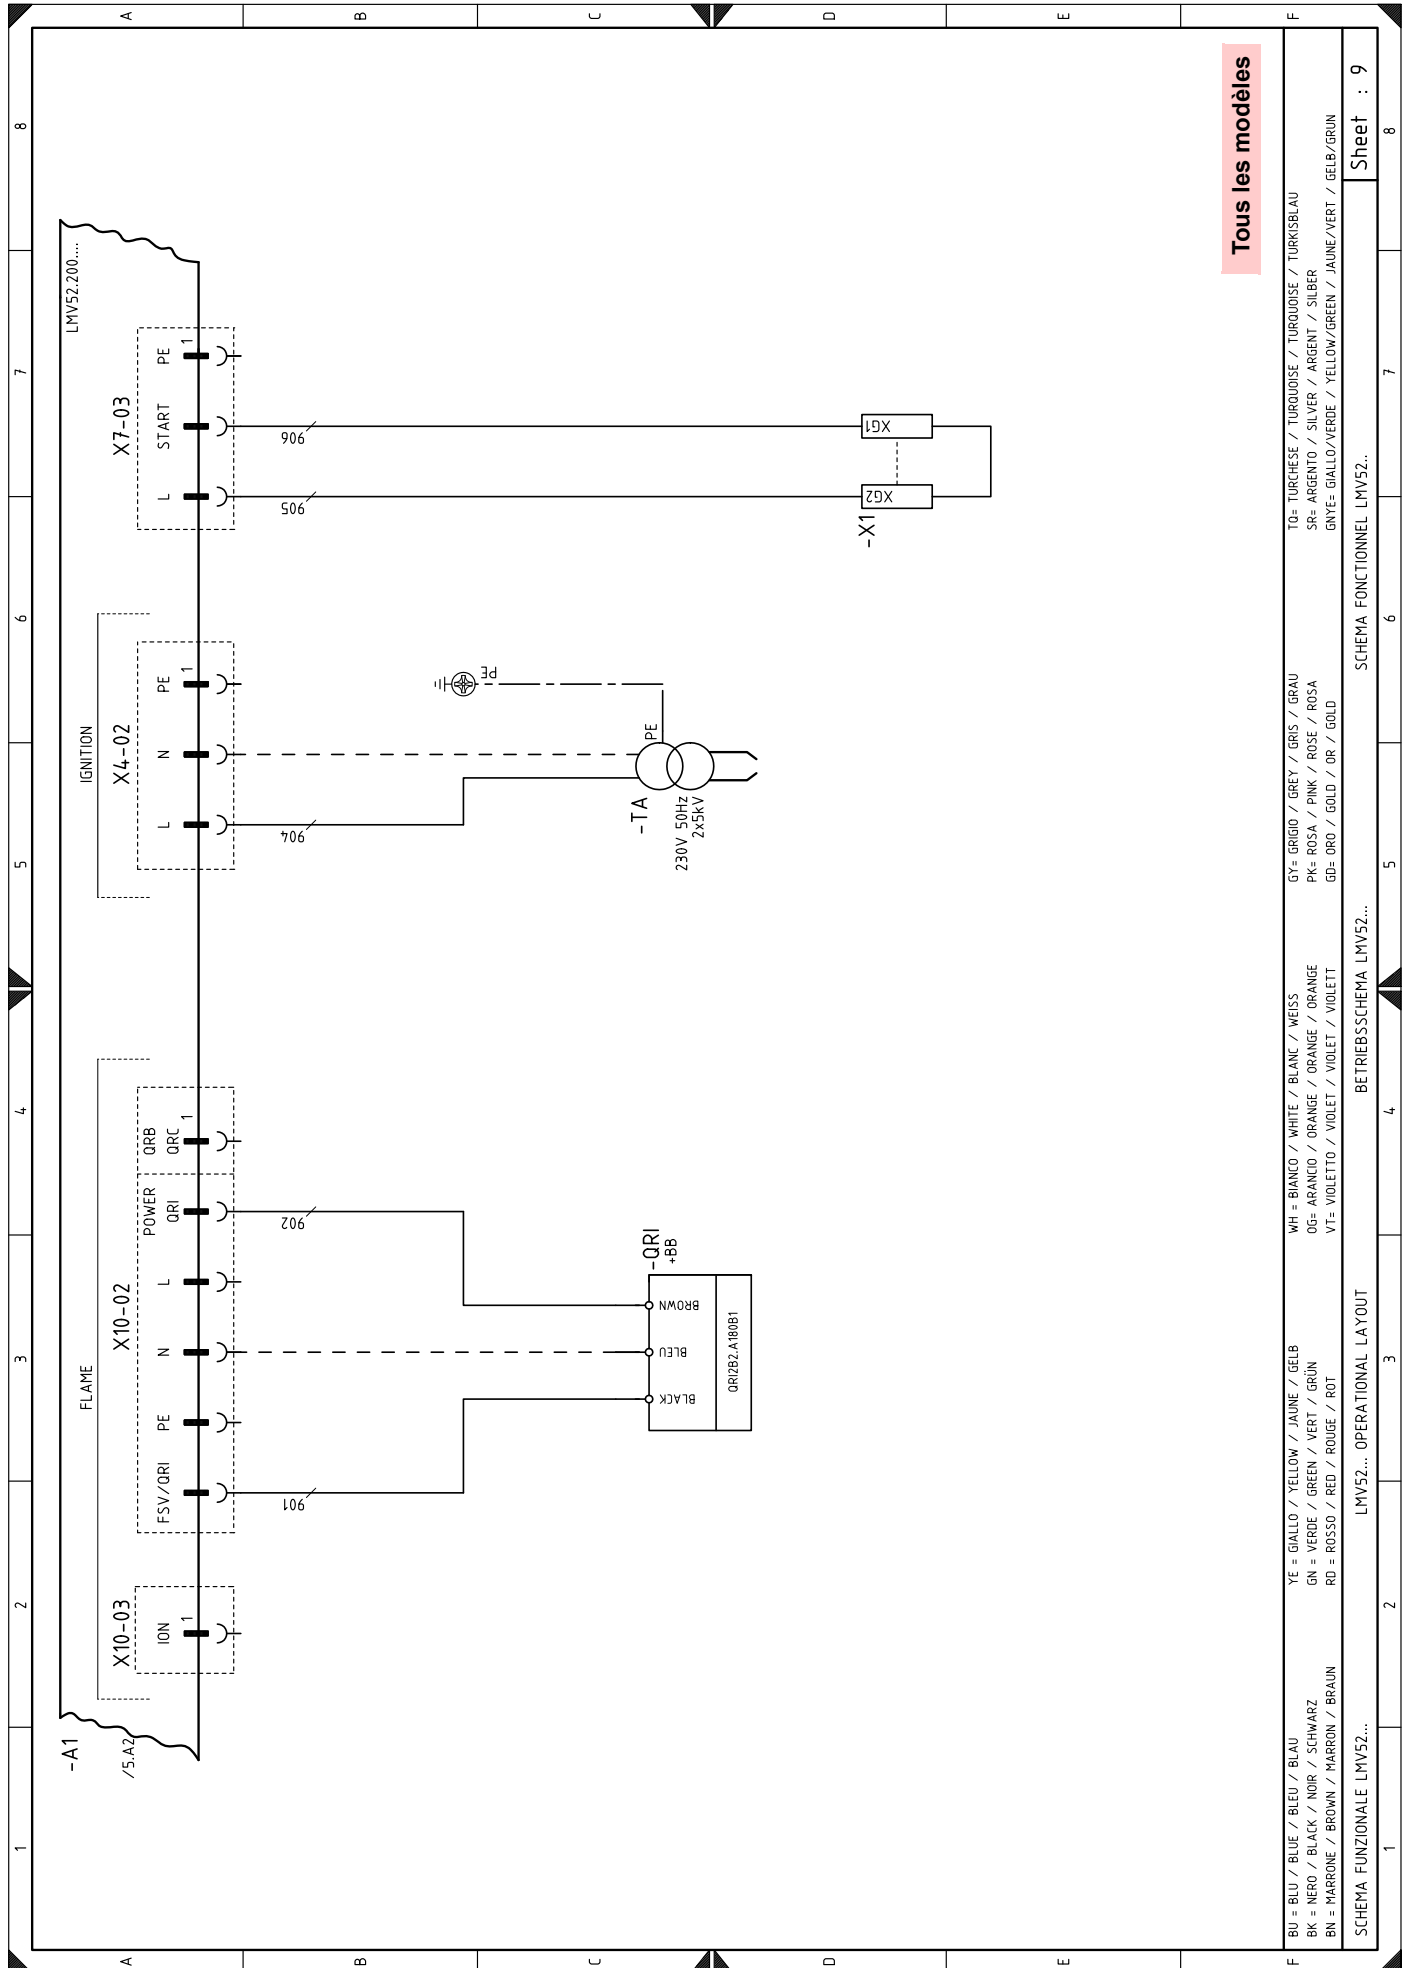 1 2 3 4 5 6 7 8
A
B
C
D
E
F
-A1
/5.A2
LMV52.200....
FLAME
X10-03
ION
1
X10-02
FSV/QRI
PE
N
L
POWER
QRI
QRB
QRC
1
901
902
BLACK
BLEU
BROWN
-QRI
+BB
QRI2B2.A180B1
IGNITION
X4-02
L
N
PE
1
904
PE
PE
-TA
230V 50Hz
2x5kV
X7-03
L
START
PE
1
905
906
-X1
XG2
XG1
Tous les modèles
BU = BLU / BLUE / BLEU / BLAU
BK = NERO / BLACK / NOIR / SCHWARZ
BN = MARRONE / BROWN / MARRON / BRAUN
YE = GIALLO / YELLOW / JAUNE / GELB
GN = VERDE / GREEN / VERT / GRÜN
RD = ROSSO / RED / ROUGE / ROT
WH = BIANCO / WHITE / BLANC / WEISS
OG= ARANCIO / ORANGE / ORANGE / ORANGE
VT= VIOLETTO / VIOLET / VIOLET / VIOLETT
GY= GRIGIO / GREY / GRIS / GRAU
PK= ROSA / PINK / ROSE / ROSA
GD= ORO / GOLD / OR / GOLD
TQ= TURCHESE / TURQUOISE / TURQUOISE / TURKISBLAU
SR= ARGENTO / SILVER / ARGENT / SILBER
GNYE= GIALLO/VERDE / YELLOW/GREEN / JAUNE/VERT / GELB/GRUN
SCHEMA FUNZIONALE LMV52...
LMV52... OPERATIONAL LAYOUT
BETRIEBSSCHEMA LMV52...
SCHEMA FONCTIONNEL LMV52..
Sheet : 9
1 2 3 4 5 6 7 8
A
B
C
D
E
F